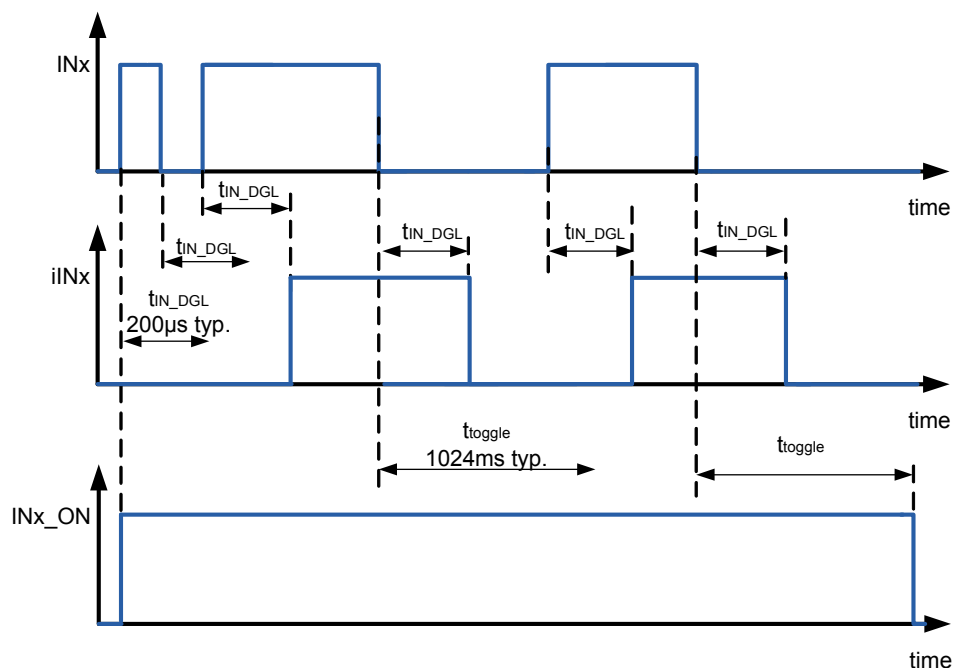 INx
time
tIN_DGL
tIN_DGL
tIN_DGL
tIN_DGL
tIN_DGL
iINx
tIN_DGL
200µs typ.
time
ttoggle
1024ms typ.
ttoggle
INx_ON
time